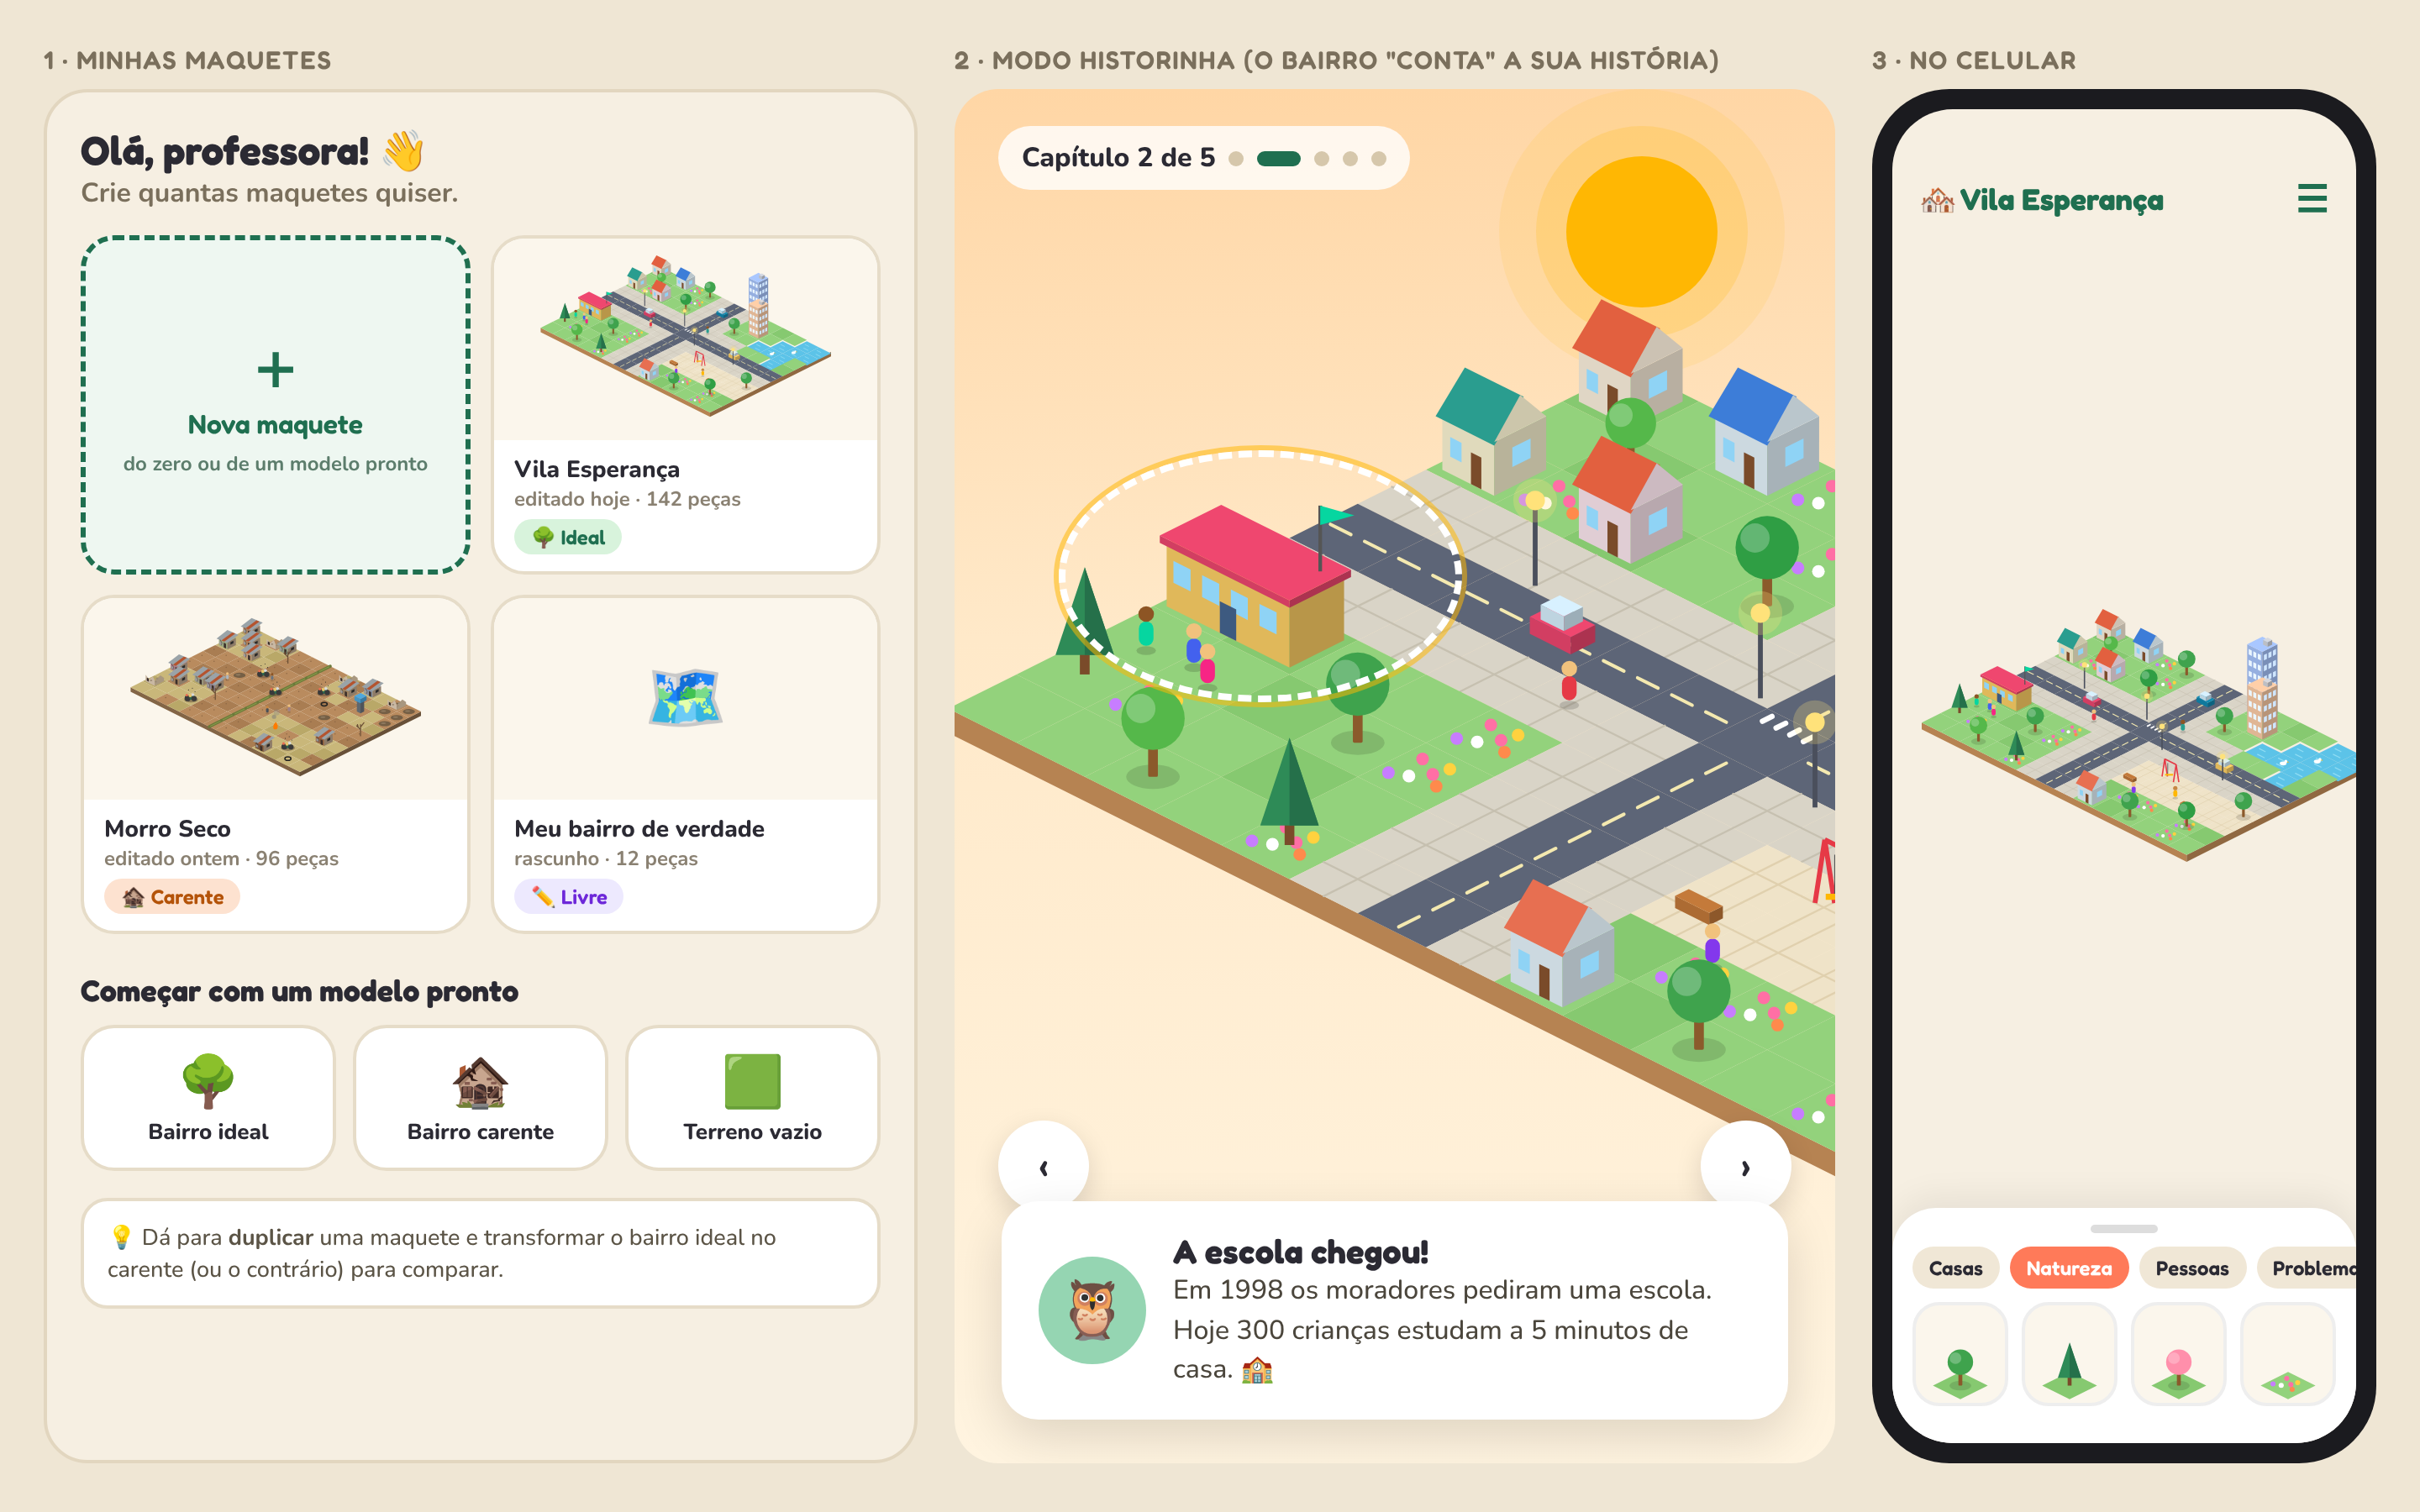 1 · MINHAS MAQUETES
Olá, professora! 👋
Crie quantas maquetes quiser.
+
Nova maquete
do zero ou de um modelo pronto
Vila Esperança
editado hoje · 142 peças
🌳 Ideal
Morro Seco
editado ontem · 96 peças
🏚️ Carente
Meu bairro de verdade
rascunho · 12 peças
✏️ Livre
Começar com um modelo pronto
Bairro ideal
Bairro carente
Terreno vazio
💡 Dá para duplicar uma maquete e transformar o bairro ideal no
carente (ou o contrário) para comparar.
2 · MODO HISTORINHA (O BAIRRO "CONTA" A SUA HISTÓRIA)
Capítulo 2 de 5
‹
›
A escola chegou!
Em 1998 os moradores pediram uma escola.
Hoje 300 crianças estudam a 5 minutos de
casa. 🏫
3 · NO CELULAR
🏘️ Vila Esperança
☰
Casas
Natureza
Pessoas
Problema